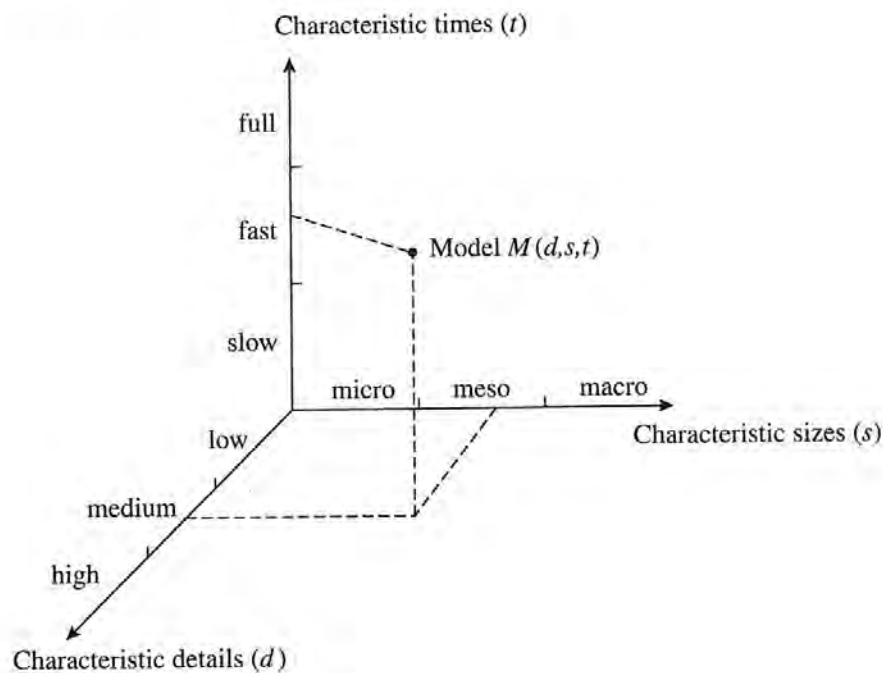 Characteristic times (t)
full
fast
Model M(d,s,t)
slow
micro meso macro
low
Characteristic sizes (s)
medium
high
Characteristic details (d)